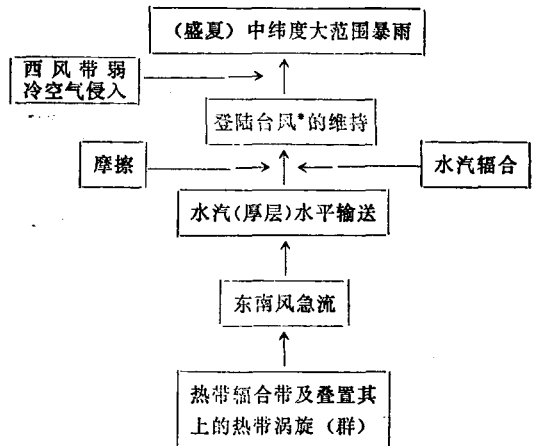 （盛夏）中纬度大范围暴雨
西风带弱
冷空气侵入
登陆台风*的维持
摩擦
水汽辐合
水汽(厚层)水平输送
东南风急流
热带辐合带及叠置其
上的热带涡旋（群）